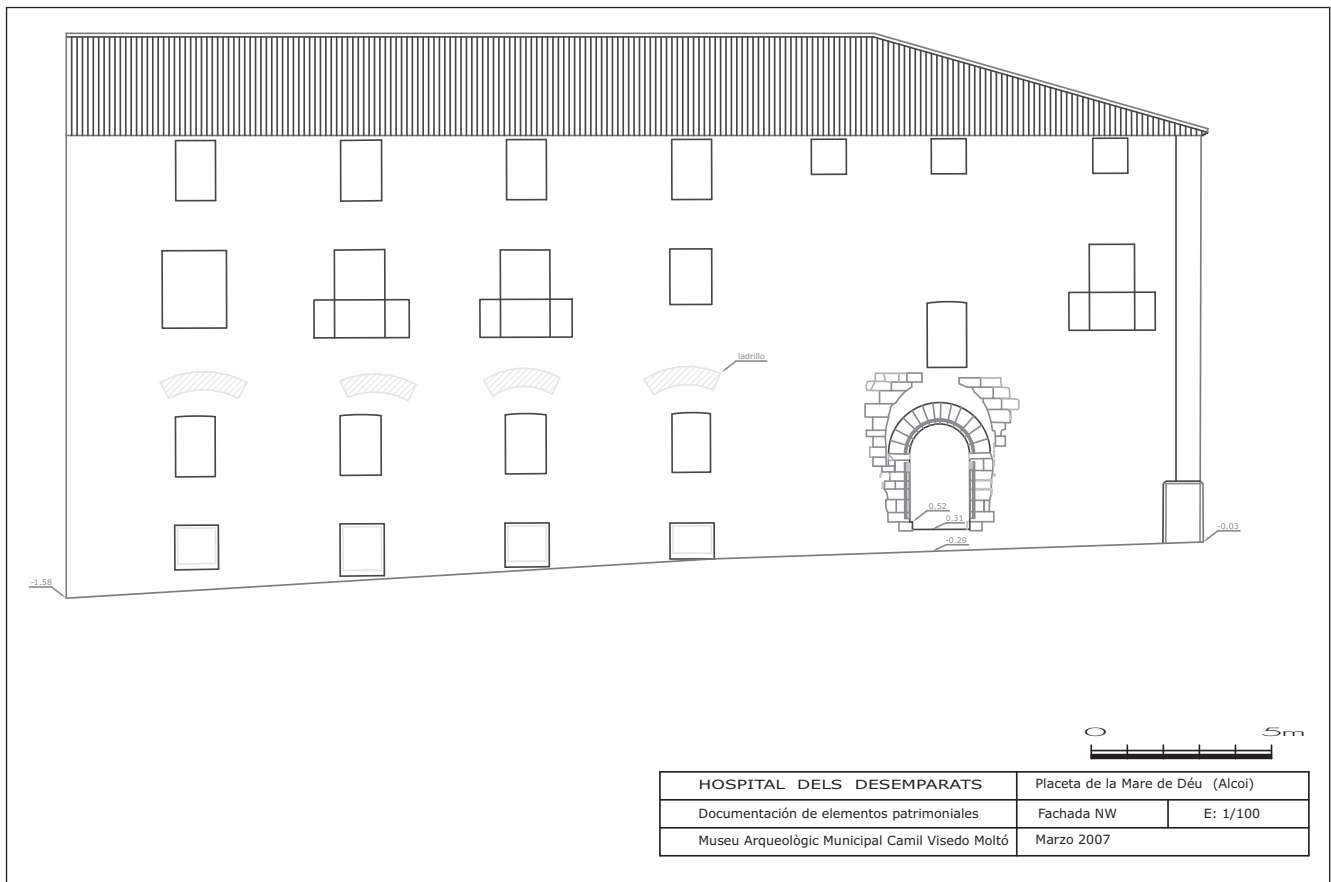 ladrillo
0.52
0.31
-0.29
-0.03
-1.58
0 5m
HOSPITAL DELS DESEMPARATS
Placeta de la Mare de Déu (Alcoi)
Documentación de elementos patrimoniales
Fachada NW
E: 1/100
Museu Arqueològic Municipal Camil Visedo Moltó
Marzo 2007